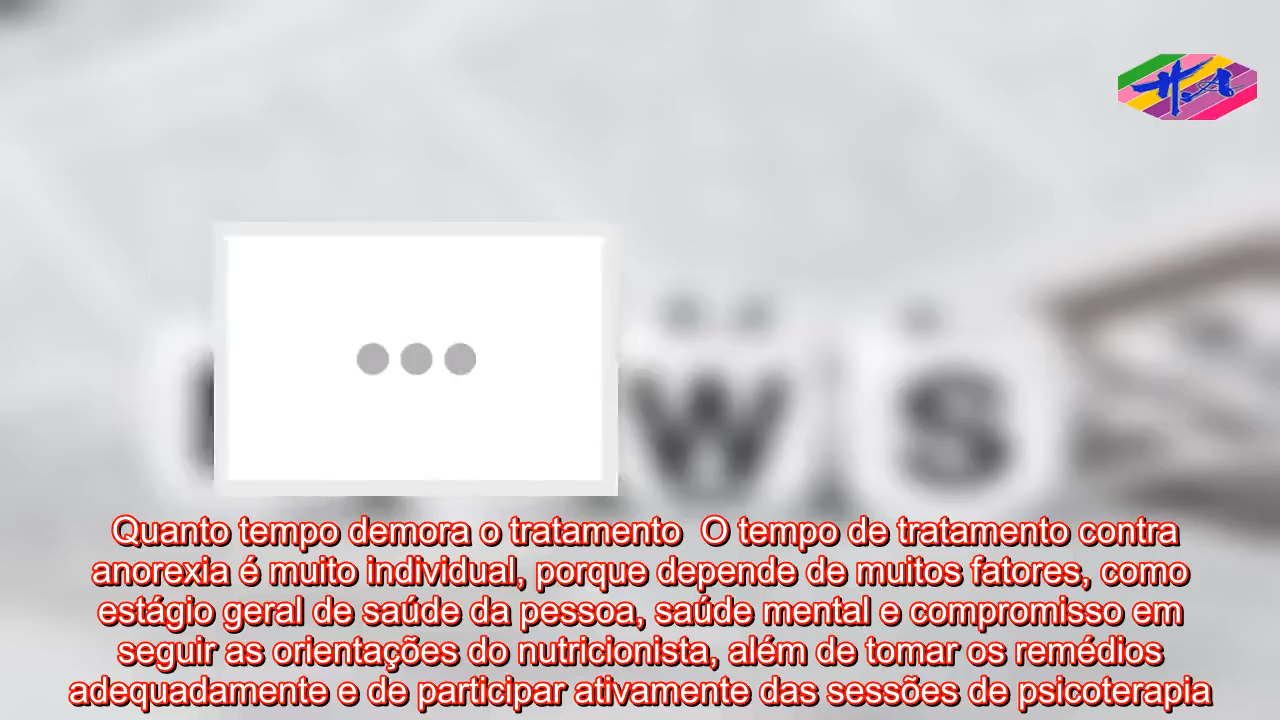 HA
W S
Quanto tempo demora o tratamento  O tempo de tratamento contra
anorexia é muito individual, porque depende de muitos fatores, como
estágio geral de saúde da pessoa, saúde mental e compromisso em
seguir as orientações do nutricionista, além de tomar os remédios
adequadamente e de participar ativamente das sessões de psicoterapia